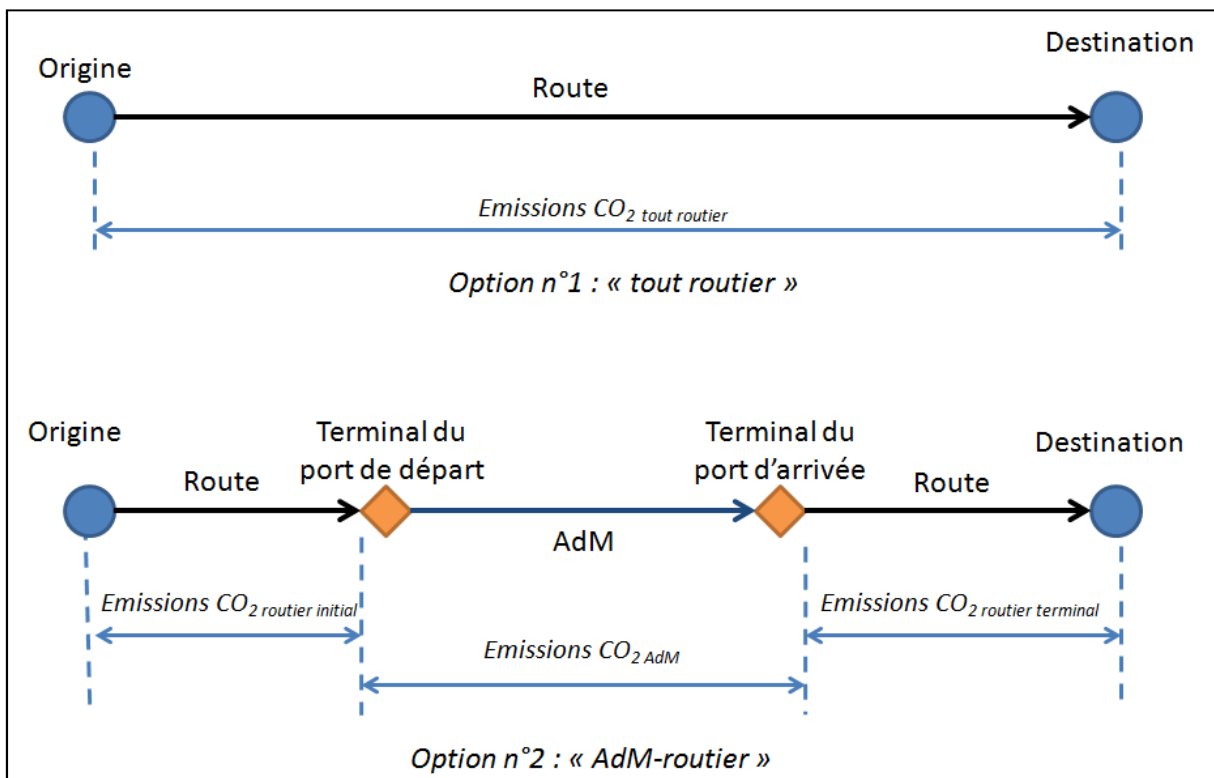 Origine
Destination
Route
Emissions CO2 tout routier
Option n°1 : « tout routier »
Origine
Terminal du
port de départ
Terminal du
port d’arrivée
Destination
Route
AdM
Route
Emissions CO2 routier initial
Emissions CO2 AdM
Emissions CO2 routier terminal
Option n°2 : « AdM-routier »